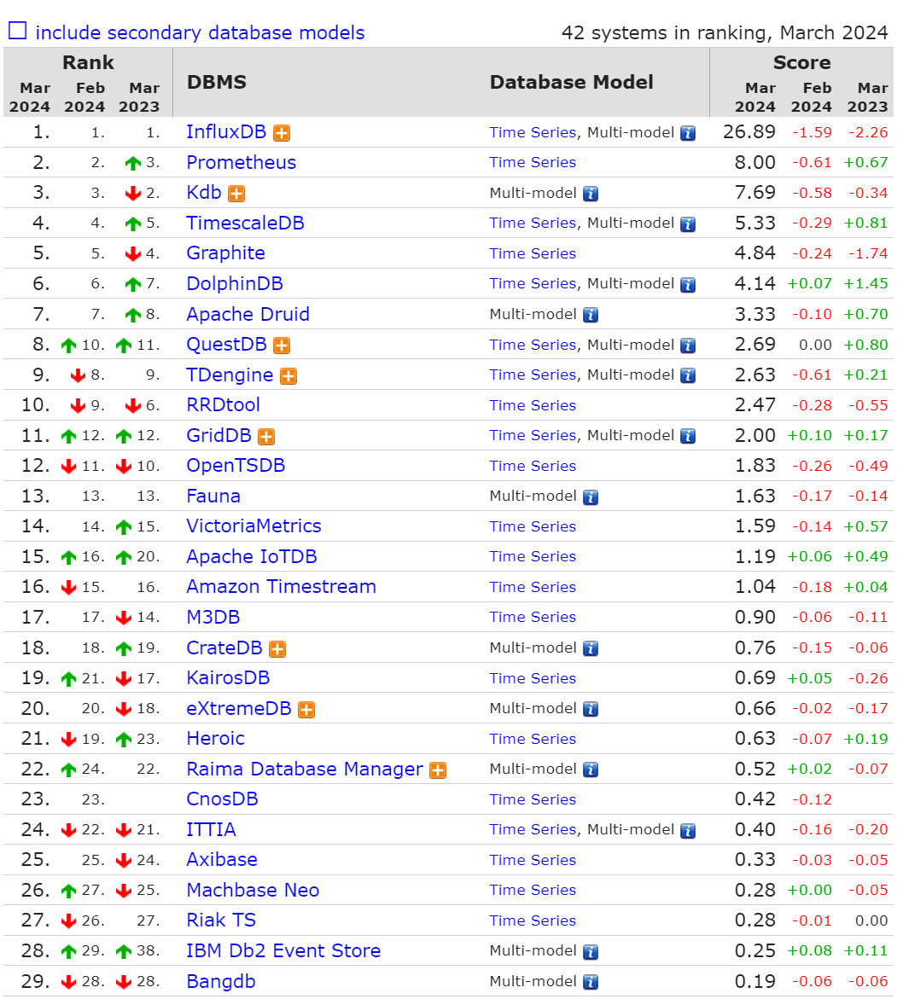 include secondary database models 42 systems in ranking, March 2024
Rank DBMS Database Model Score
Mar 2024 Feb 2024 Mar 2023 Mar 2024 Feb 2024 Mar 2023
1. 1. 1. InfluxDB Time Series, Multi-model 26.89 -1.59 -2.26
2. 2. 3. Prometheus Time Series 8.00 -0.61 +0.67
3. 3. 2. Kdb Multi-model 7.69 -0.58 -0.34
4. 4. 5. TimescaleDB Time Series, Multi-model 5.33 -0.29 +0.81
5. 5. 4. Graphite Time Series 4.84 -0.24 -1.74
6. 6. 7. DolphinDB Time Series, Multi-model 4.14 +0.07 +1.45
7. 7. 8. Apache Druid Multi-model 3.33 -0.10 +0.70
8. 10. 11. QuestDB Time Series, Multi-model 2.69 0.00 +0.80
9. 8. 9. TDengine Time Series, Multi-model 2.63 -0.61 +0.21
10. 9. 6. RRDtool Time Series 2.47 -0.28 -0.55
11. 12. 12. GridDB Time Series, Multi-model 2.00 +0.10 +0.17
12. 11. 10. OpenTSDB Time Series 1.83 -0.26 -0.49
13. 13. 13. Fauna Multi-model 1.63 -0.17 -0.14
14. 14. 15. VictoriaMetrics Time Series 1.59 -0.14 +0.57
15. 16. 20. Apache IoTDB Time Series 1.19 +0.06 +0.49
16. 15. 16. Amazon Timestream Time Series 1.04 -0.18 +0.04
17. 17. 14. M3DB Time Series 0.90 -0.06 -0.11
18. 18. 19. CrateDB Multi-model 0.76 -0.15 -0.06
19. 21. 17. KairosDB Time Series 0.69 +0.05 -0.26
20. 20. 18. eXtremeDB Multi-model 0.66 -0.02 -0.17
21. 19. 23. Heroic Time Series 0.63 -0.07 +0.19
22. 24. 22. Raima Database Manager Multi-model 0.52 +0.02 -0.07
23. 23. CnosDB Time Series 0.42 -0.12
24. 22. 21. ITTIA Time Series, Multi-model 0.40 -0.16 -0.20
25. 25. 24. Axibase Time Series 0.33 -0.03 -0.05
26. 27. 25. Machbase Neo Time Series 0.28 +0.00 -0.05
27. 26. 27. Riak TS Time Series 0.28 -0.01 0.00
28. 29. 38. IBM Db2 Event Store Multi-model 0.25 +0.08 +0.11
29. 28. 28. Bangdb Multi-model 0.19 -0.06 -0.06